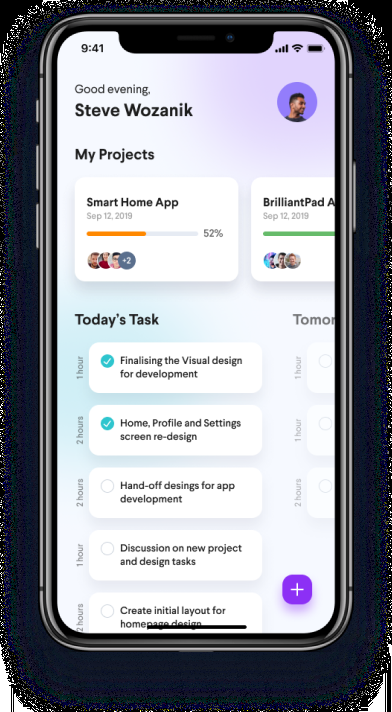 9:41
Good evening,
Steve Wozanik
My Projects
Smart Home App
Sep 12, 2019
52%
+2
BrilliantPad A
Sep 12, 2019
Today's Task
Tomor
1 hour
Finalising the Visual design
for development
1 hour
2 hours
Home, Profile and Settings
screen re-design
1 hour
2 hours
Hand-off desings for app
development
2 hours
1 hour
Discussion on new project
and design tasks
2 hours
Create initial layout for
homepage design